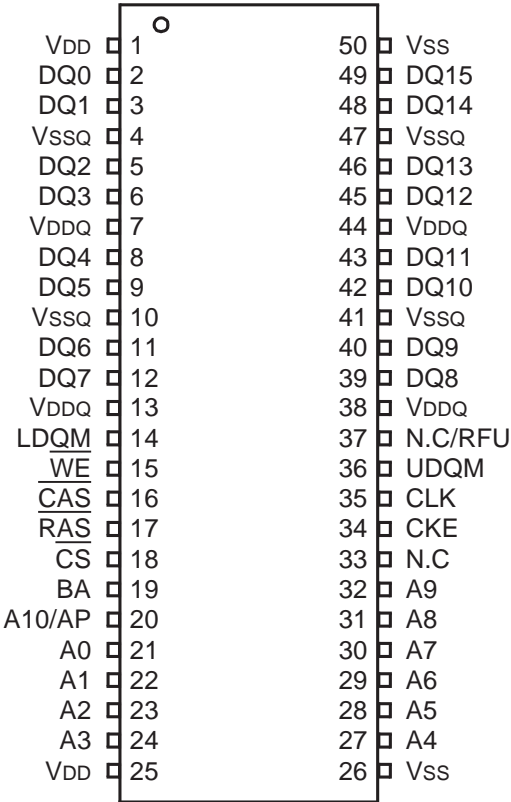 VDD 1 50 VSS
DQ0 2 49 DQ15
DQ1 3 48 DQ14
VSSQ 4 47 VSSQ
DQ2 5 46 DQ13
DQ3 6 45 DQ12
VDDQ 7 44 VDDQ
DQ4 8 43 DQ11
DQ5 9 42 DQ10
VSSQ 10 41 VSSQ
DQ6 11 40 DQ9
DQ7 12 39 DQ8
VDDQ 13 38 VDDQ
LDQM 14 37 N.C/RFU
W̅E̅ 15 36 UDQM
C̅A̅S̅ 16 35 CLK
R̅A̅S̅ 17 34 CKE
C̅S̅ 18 33 N.C
BA 19 32 A9
A10/AP 20 31 A8
A0 21 30 A7
A1 22 29 A6
A2 23 28 A5
A3 24 27 A4
VDD 25 26 VSS